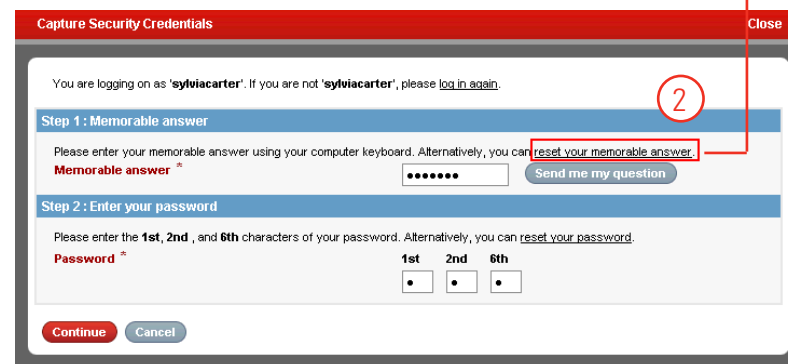 Capture Security Credentials Close
You are logging on as 'sylviacarter'. If you are not 'sylviacarter', please log in again.
2
Step 1 : Memorable answer
Please enter your memorable answer using your computer keyboard. Alternatively, you can reset your memorable answer.
Memorable answer * ••••••• Send me my question
Step 2 : Enter your password
Please enter the 1st, 2nd , and 6th characters of your password. Alternatively, you can reset your password.
Password * 1st 2nd 6th
• • •
Continue Cancel